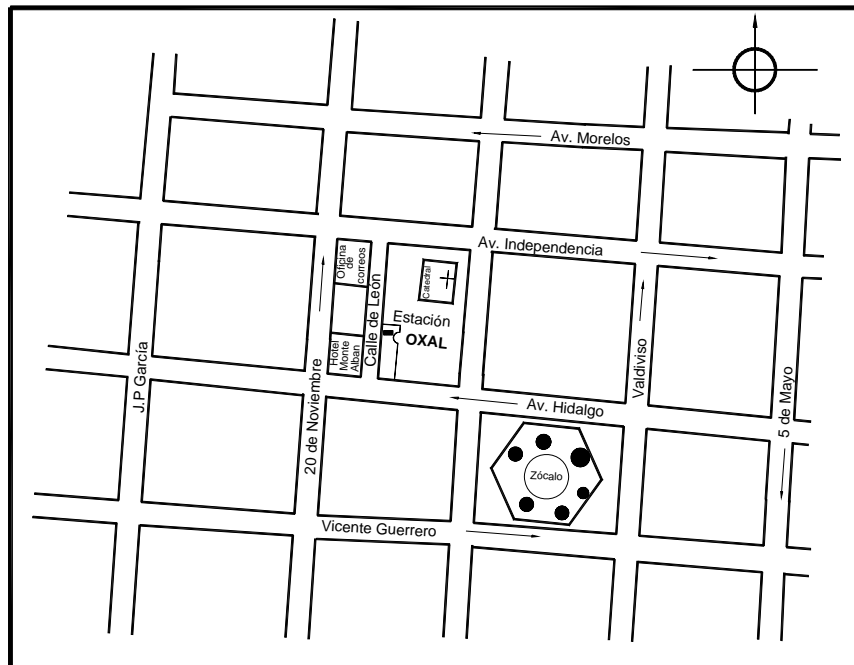 Av. Morelos
Av. Independencia
Oficina
de
correos
Catedral
Calle de León
Estación
OXAL
Hotel
Monte
Alban
J.P García
20 de Noviembre
Valdiviso
5 de Mayo
Av. Hidalgo
Zócalo
Vicente Guerrero